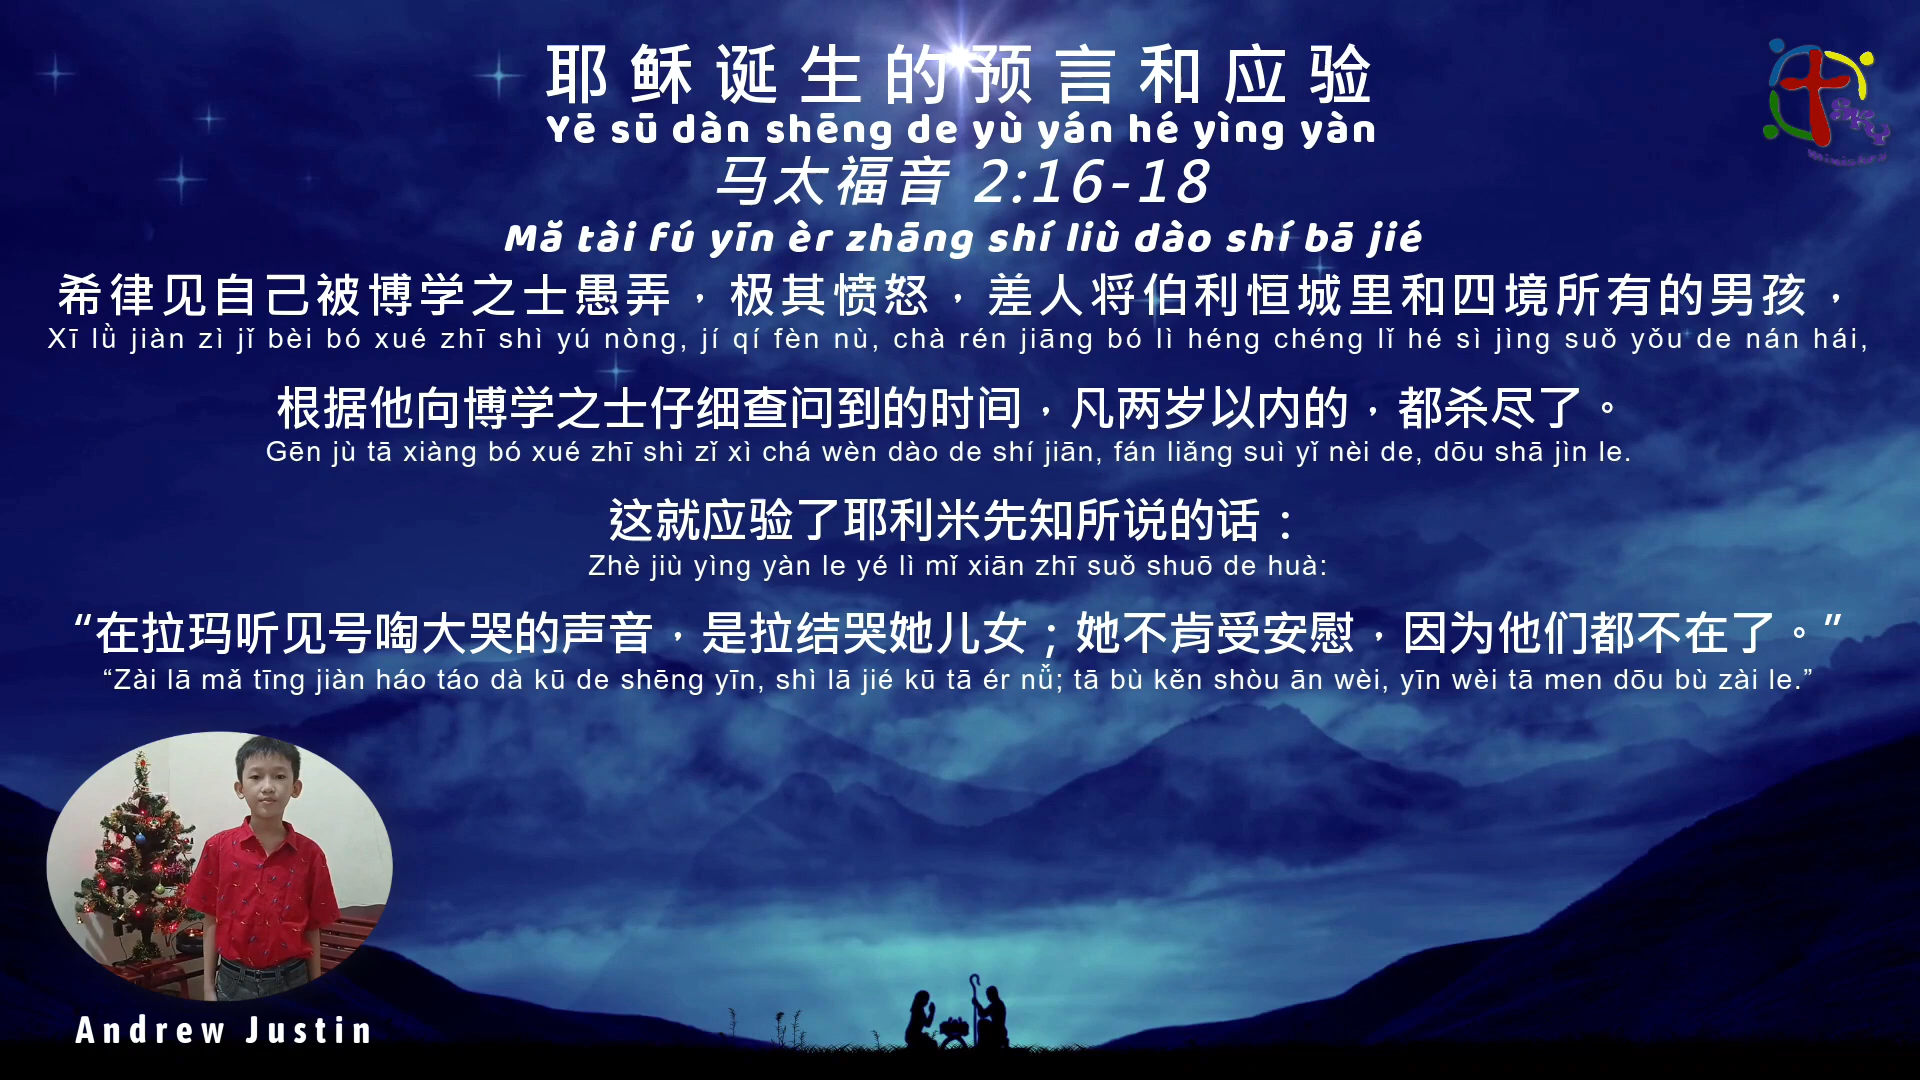 耶稣诞生的预言和应验
Yē sū dàn shēng de yù yán hé yìng yàn
马太福音 2:16-18
Mǎ tài fú yīn èr zhāng shí liù dào shí bā jié
希律见自己被博学之士愚弄，极其愤怒，差人将伯利恒城里和四境所有的男孩，
Xī lǜ jiàn zì jǐ bèi bó xué zhī shì yú nòng, jí qí fèn nù, chà rén jiāng bó lì héng chéng lǐ hé sì jìng suǒ yǒu de nán hái,
根据他向博学之士仔细查问到的时间，凡两岁以内的，都杀尽了。
Gēn jù tā xiàng bó xué zhī shì zǐ xì chá wèn dào de shí jiān, fán liǎng suì yǐ nèi de, dōu shā jìn le.
这就应验了耶利米先知所说的话：
Zhè jiù yìng yàn le yé lì mǐ xiān zhī suǒ shuō de huà:
“在拉玛听见号啕大哭的声音，是拉结哭她儿女；她不肯受安慰，因为他们都不在了。”
“Zài lā mǎ tīng jiàn háo táo dà kū de shēng yīn, shì lā jié kū tā ér nǚ; tā bù kěn shòu ān wèi, yīn wèi tā men dōu bù zài le.”
Andrew Justin